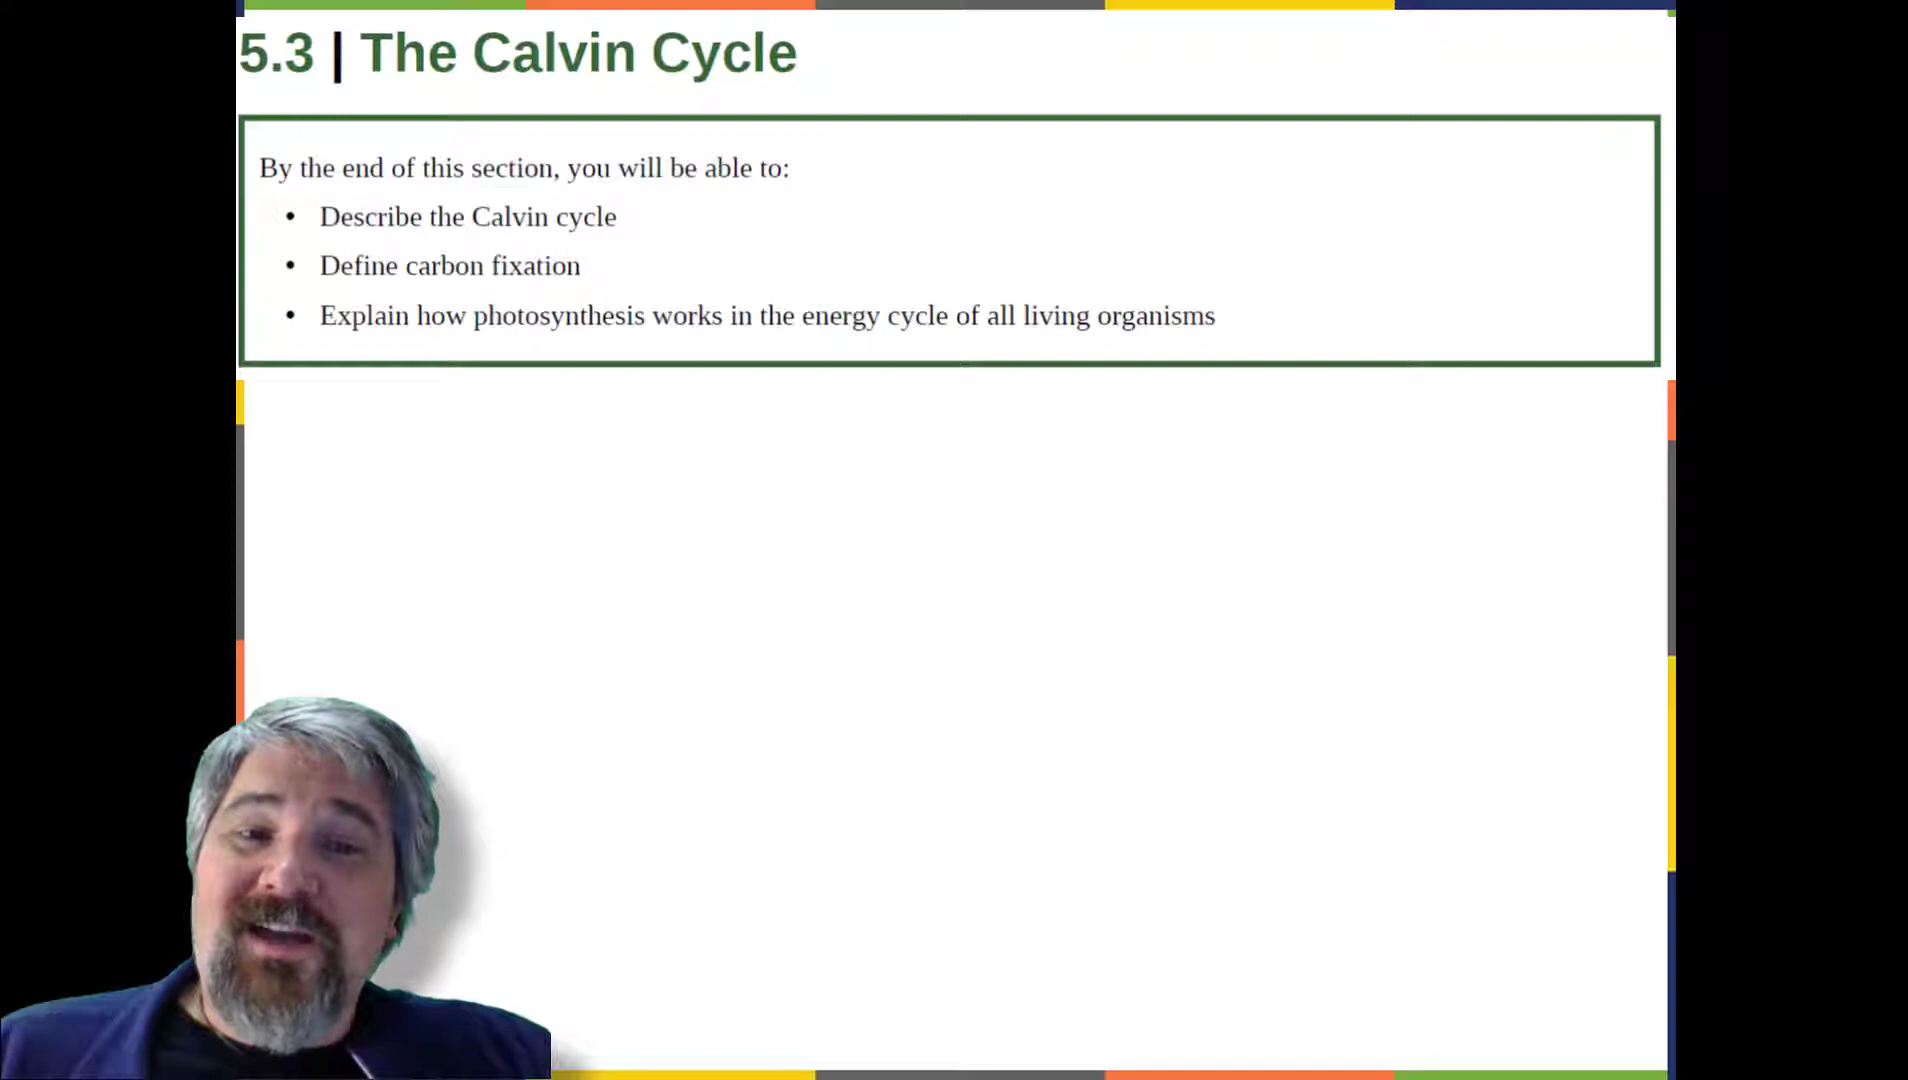 5.3 | The Calvin Cycle
By the end of this section, you will be able to:
• Describe the Calvin cycle
• Define carbon fixation
• Explain how photosynthesis works in the energy cycle of all living organisms